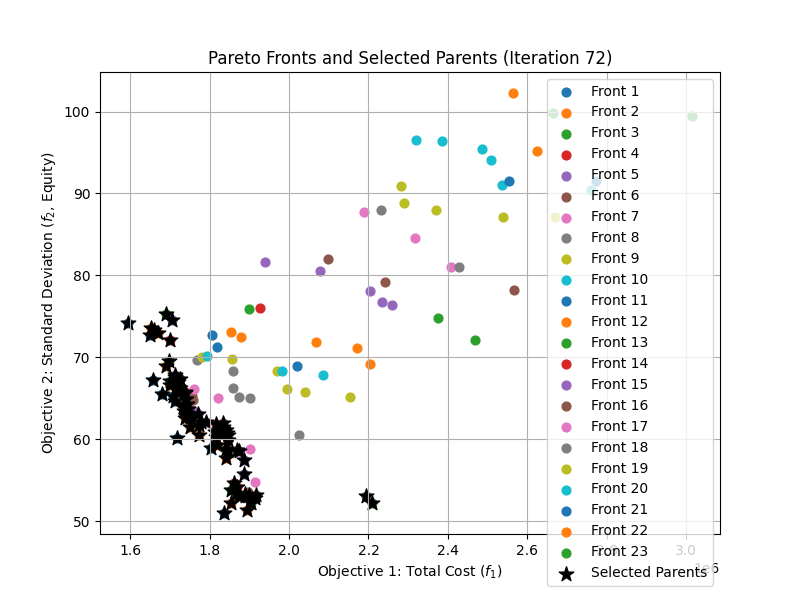 Pareto Fronts and Selected Parents (Iteration 72)
Objective 2: Standard Deviation (f₂, Equity)
100
90
80
70
60
50
1.6
1.8
2.0
2.2
2.4
2.6
2.8
3.0
1e6
Objective 1: Total Cost (f₁)
Front 1
Front 2
Front 3
Front 4
Front 5
Front 6
Front 7
Front 8
Front 9
Front 10
Front 11
Front 12
Front 13
Front 14
Front 15
Front 16
Front 17
Front 18
Front 19
Front 20
Front 21
Front 22
Front 23
Selected Parents